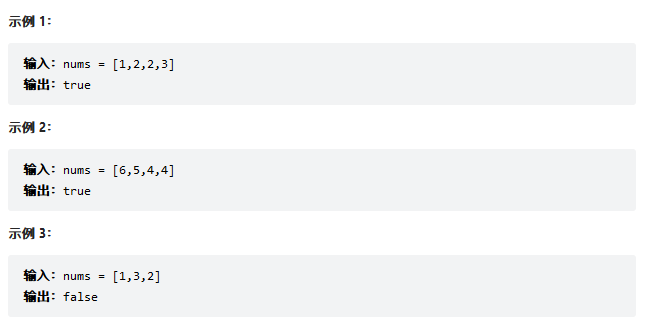 示例 1：
输入：nums = [1,2,2,3]
输出：true
示例 2：
输入：nums = [6,5,4,4]
输出：true
示例 3：
输入：nums = [1,3,2]
输出：false